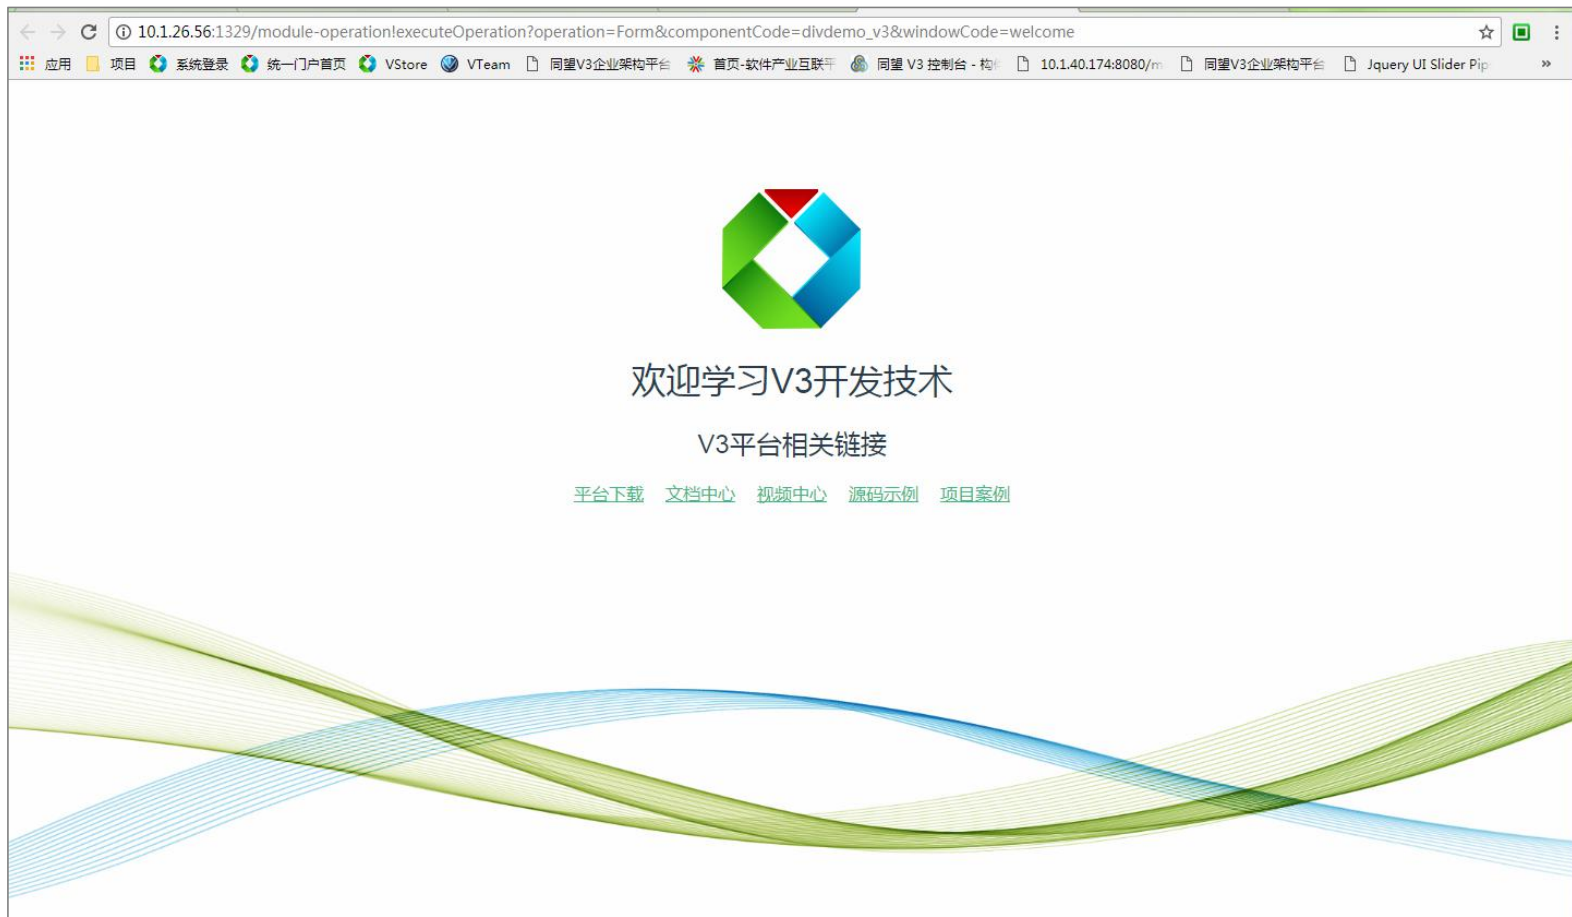 10.1.26.56:1329/module-operation!executeOperation?operation=Form&componentCode=divdemo_v3&windowCode=welcome
应用 项目 系统登录 统一门户首页 VStore VTeam 同望V3企业架构平台 首页-软件产业互联平 同望 V3 控制台 - 构 10.1.40.174:8080/m 同望V3企业架构平台 Jquery UI Slider Pip »
欢迎学习V3开发技术
V3平台相关链接
平台下载 文档中心 视频中心 源码示例 项目案例